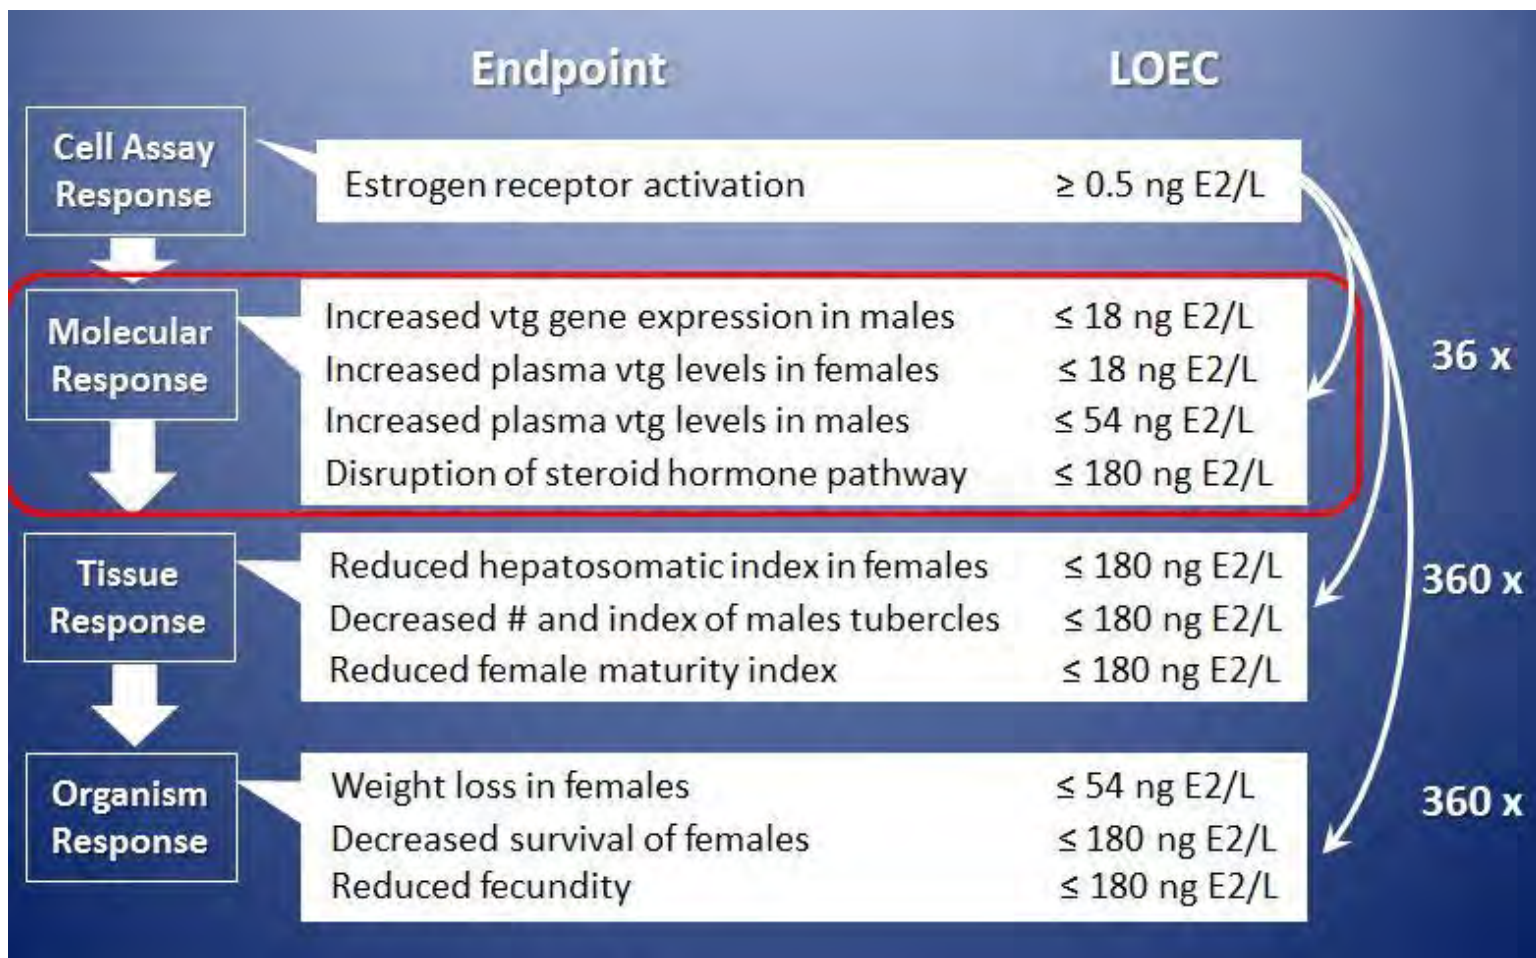 Endpoint LOEC
Cell Assay
Response
Estrogen receptor activation ≥ 0.5 ng E2/L
Molecular
Response
Increased vtg gene expression in males ≤ 18 ng E2/L
Increased plasma vtg levels in females ≤ 18 ng E2/L
Increased plasma vtg levels in males ≤ 54 ng E2/L
Disruption of steroid hormone pathway ≤ 180 ng E2/L
36 x
Tissue
Response
Reduced hepatosomatic index in females ≤ 180 ng E2/L
Decreased # and index of males tubercles ≤ 180 ng E2/L
Reduced female maturity index ≤ 180 ng E2/L
360 x
Organism
Response
Weight loss in females ≤ 54 ng E2/L
Decreased survival of females ≤ 180 ng E2/L
Reduced fecundity ≤ 180 ng E2/L
360 x